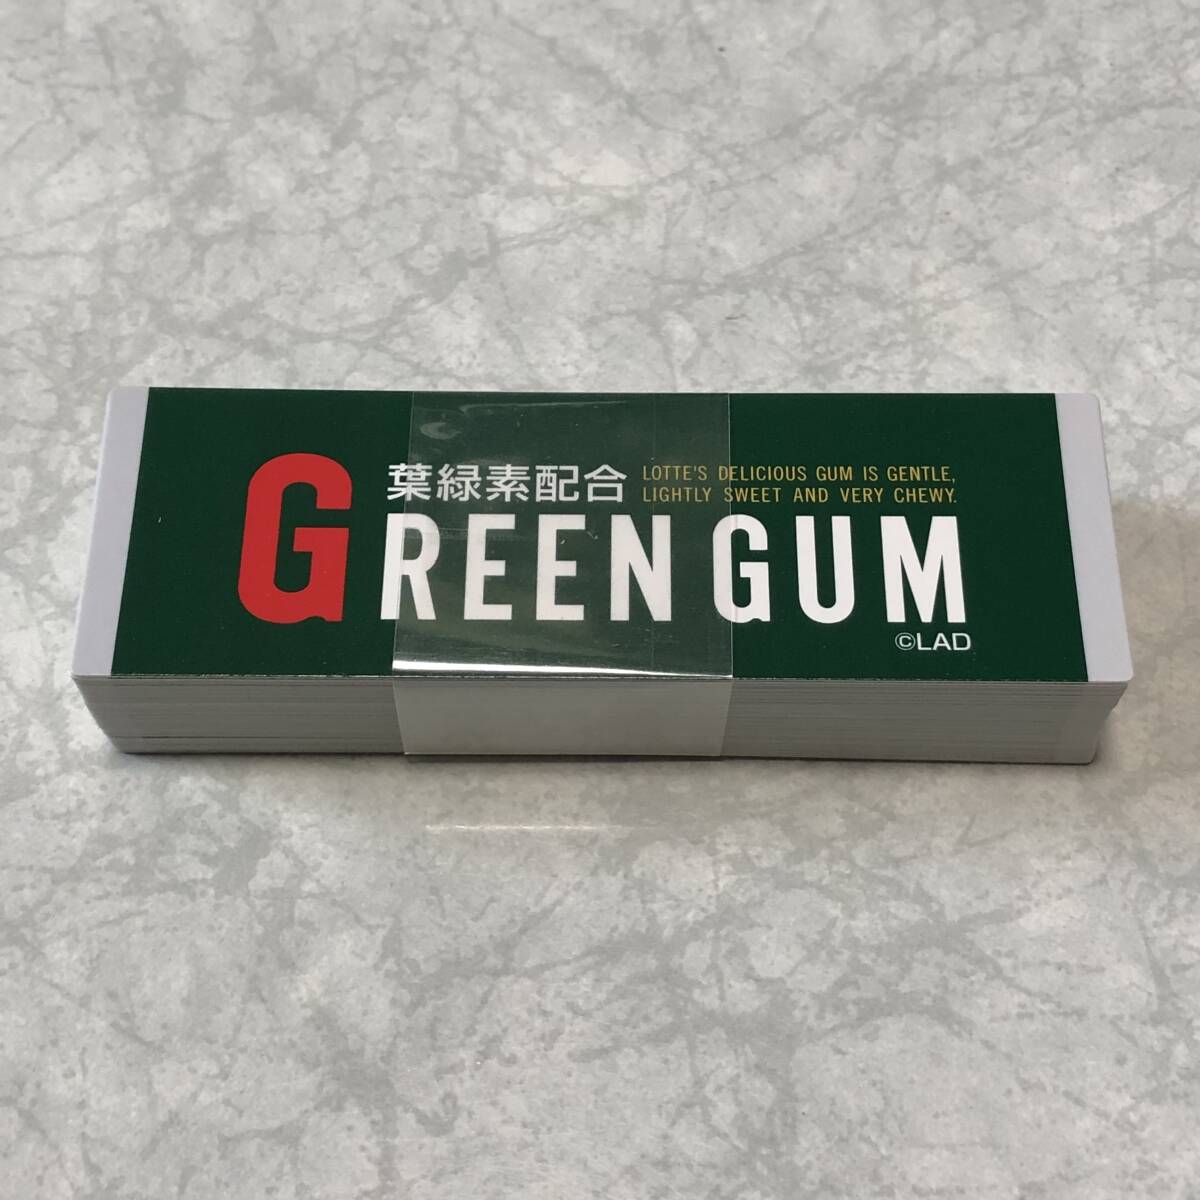 葉緑素配合
LOTTE'S DELICIOUS GUM IS GENTLE,
LIGHTLY SWEET AND VERY CHEWY.
GREEN GUM
©LAD